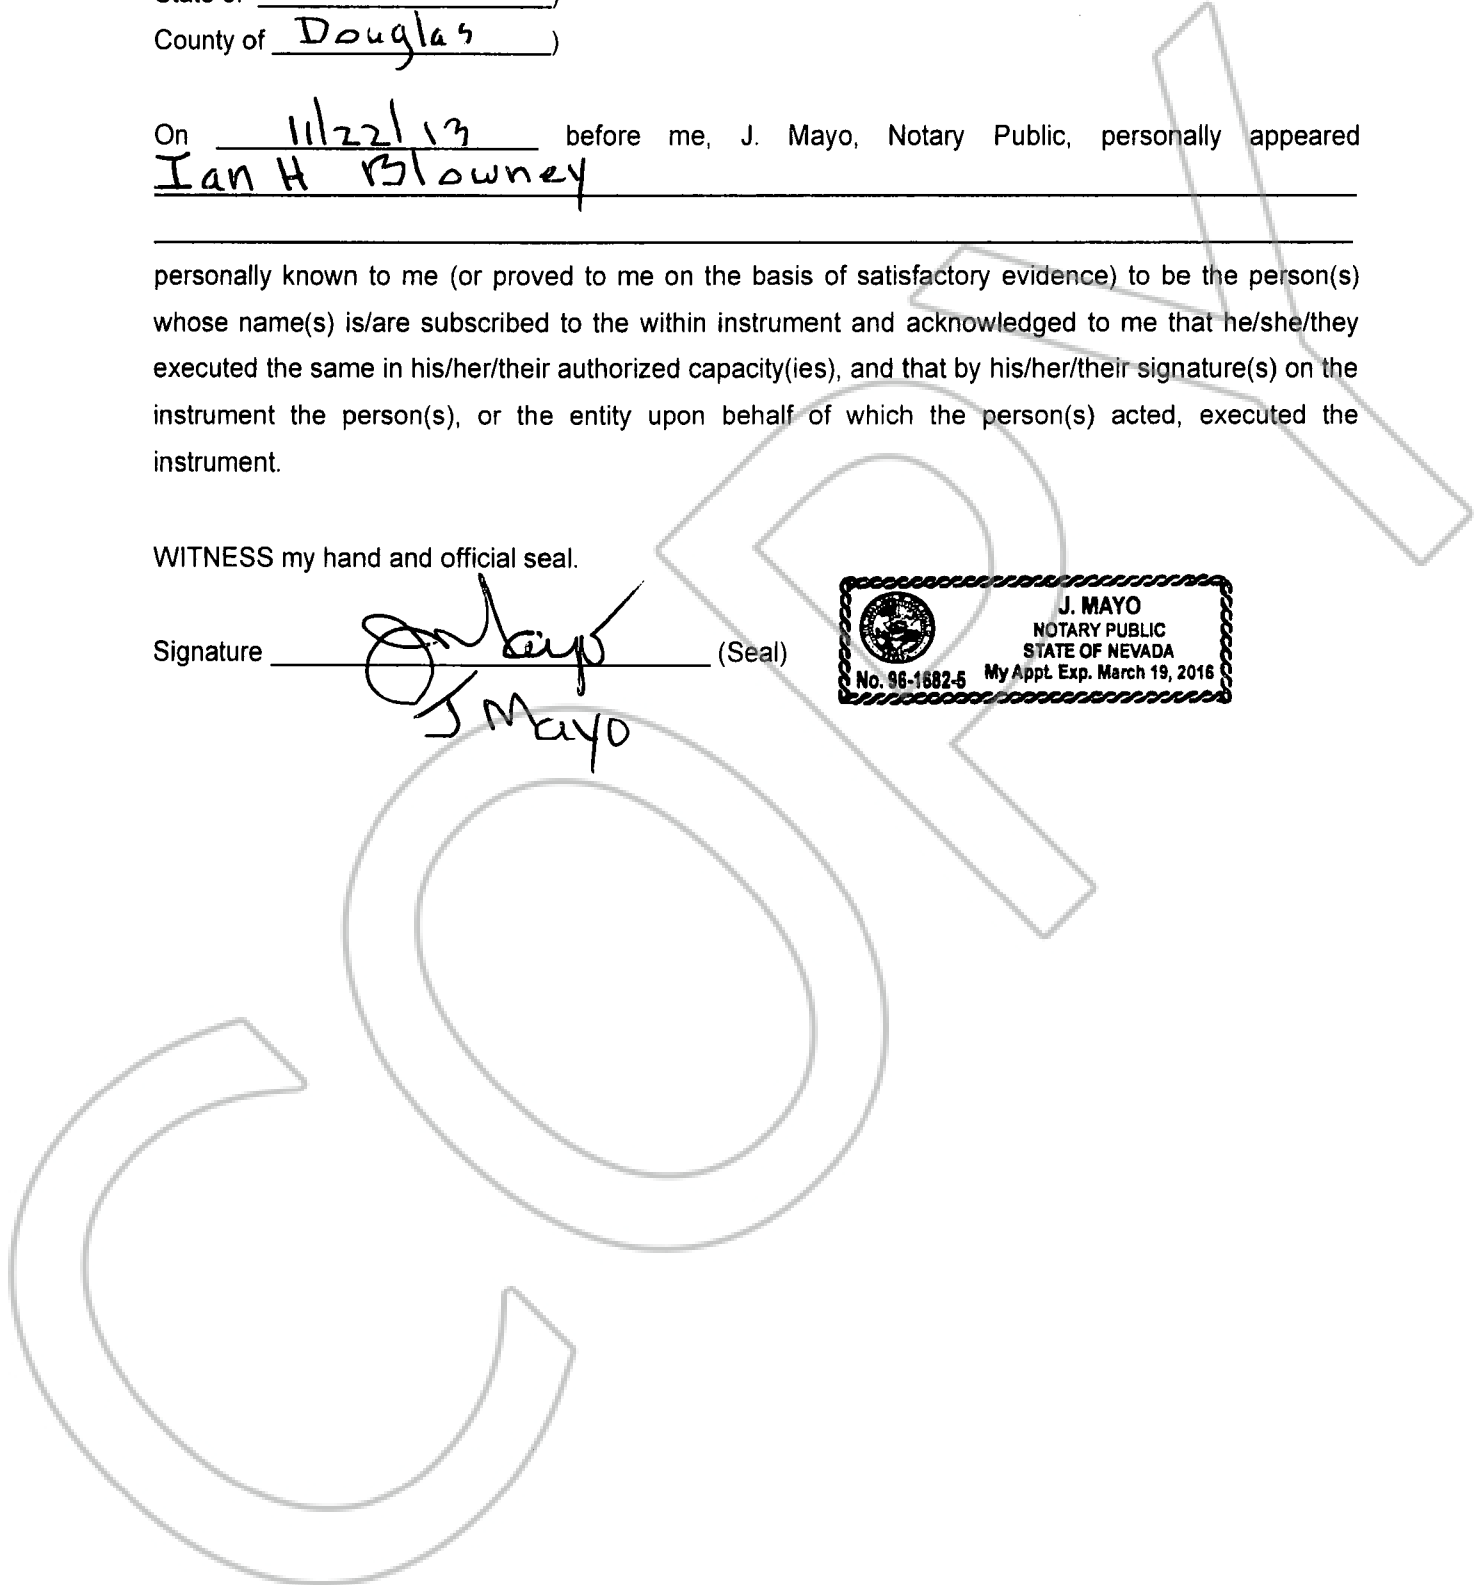 State of
County of Douglas )
On 11/22/13 before me, J. Mayo, Notary Public, personally appeared
Ian H Blowney
personally known to me (or proved to me on the basis of satisfactory evidence) to be the person(s)
whose name(s) is/are subscribed to the within instrument and acknowledged to me that he/she/they
executed the same in his/her/their authorized capacity(ies), and that by his/her/their signature(s) on the
instrument the person(s), or the entity upon behalf of which the person(s) acted, executed the
instrument.
WITNESS my hand and official seal.
Signature J Mayo (Seal)
J Mayo
J. MAYO
NOTARY PUBLIC
STATE OF NEVADA
No. 96-1682-5 My Appt. Exp. March 19, 2016
COPY